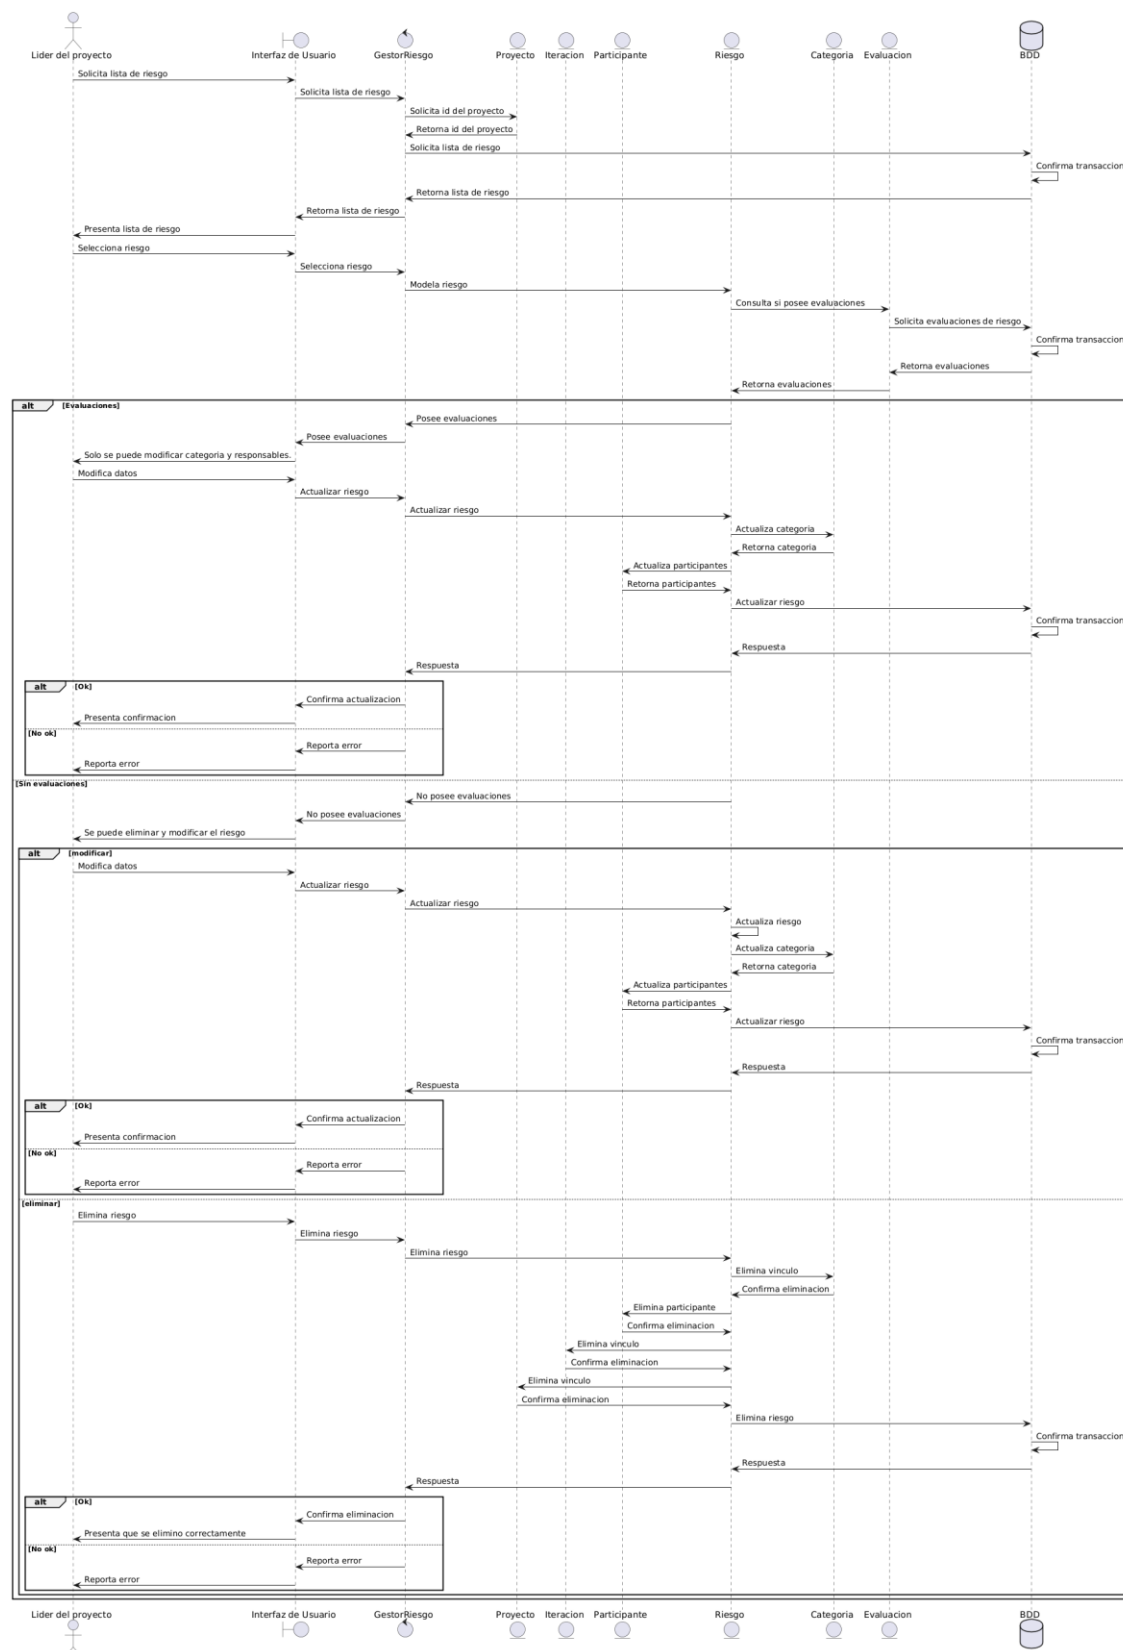 Lider del proyecto Interfaz de Usuario GestorRiesgo Proyecto Iteracion Participante Riesgo Categoria Evaluacion BDD
Solicita lista de riesgo
Solicita lista de riesgo
Solicita id del proyecto
Retorna id del proyecto
Solicita lista de riesgo
Confirma transaccion
Retorna lista de riesgo
Retorna lista de riesgo
Presenta lista de riesgo
Selecciona riesgo
Selecciona riesgo
Modela riesgo
Consulta si posee evaluaciones
Solicita evaluaciones de riesgo
Confirma transaccion
Retorna evaluaciones
Retorna evaluaciones
alt [Evaluaciones]
Posee evaluaciones
Posee evaluaciones
Solo se puede modificar categoria y responsables.
Modifica datos
Actualizar riesgo
Actualizar riesgo
Actualiza categoria
Retorna categoria
Actualiza participantes
Retorna participantes
Actualizar riesgo
Confirma transaccion
Respuesta
Respuesta
alt [Ok]
Confirma actualizacion
Presenta confirmacion
[No ok]
Reporta error
Reporta error
[Sin evaluaciones]
No posee evaluaciones
No posee evaluaciones
Se puede eliminar y modificar el riesgo
alt [modificar]
Modifica datos
Actualizar riesgo
Actualizar riesgo
Actualiza riesgo
Actualiza categoria
Retorna categoria
Actualiza participantes
Retorna participantes
Actualizar riesgo
Confirma transaccion
Respuesta
Respuesta
alt [Ok]
Confirma actualizacion
Presenta confirmacion
[No ok]
Reporta error
Reporta error
[eliminar]
Elimina riesgo
Elimina riesgo
Elimina riesgo
Elimina vinculo
Confirma eliminacion
Elimina participante
Confirma eliminacion
Elimina vinculo
Confirma eliminacion
Elimina vinculo
Confirma eliminacion
Elimina riesgo
Confirma transaccion
Respuesta
Respuesta
alt [Ok]
Confirma eliminacion
Presenta que se elimino correctamente
[No ok]
Reporta error
Reporta error
Lider del proyecto Interfaz de Usuario GestorRiesgo Proyecto Iteracion Participante Riesgo Categoria Evaluacion BDD